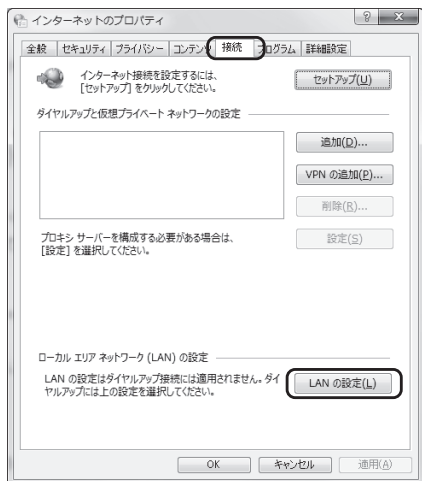 インターネットのプロパティ
全般 セキュリティ プライバシー コンテンツ 接続 プログラム 詳細設定
インターネット接続を設定するには、
[セットアップ] をクリックしてください。
セットアップ(U)
ダイヤルアップと仮想プライベート ネットワークの設定
追加(D)...
VPN の追加(P)...
削除(R)...
プロキシ サーバーを構成する必要がある場合は、
[設定] を選択してください。
設定(S)
ローカル エリア ネットワーク (LAN) の設定
LAN の設定はダイヤルアップ接続には適用されません。ダイ
ヤルアップには上の設定を選択してください。
LAN の設定(L)
OK キャンセル 適用(A)